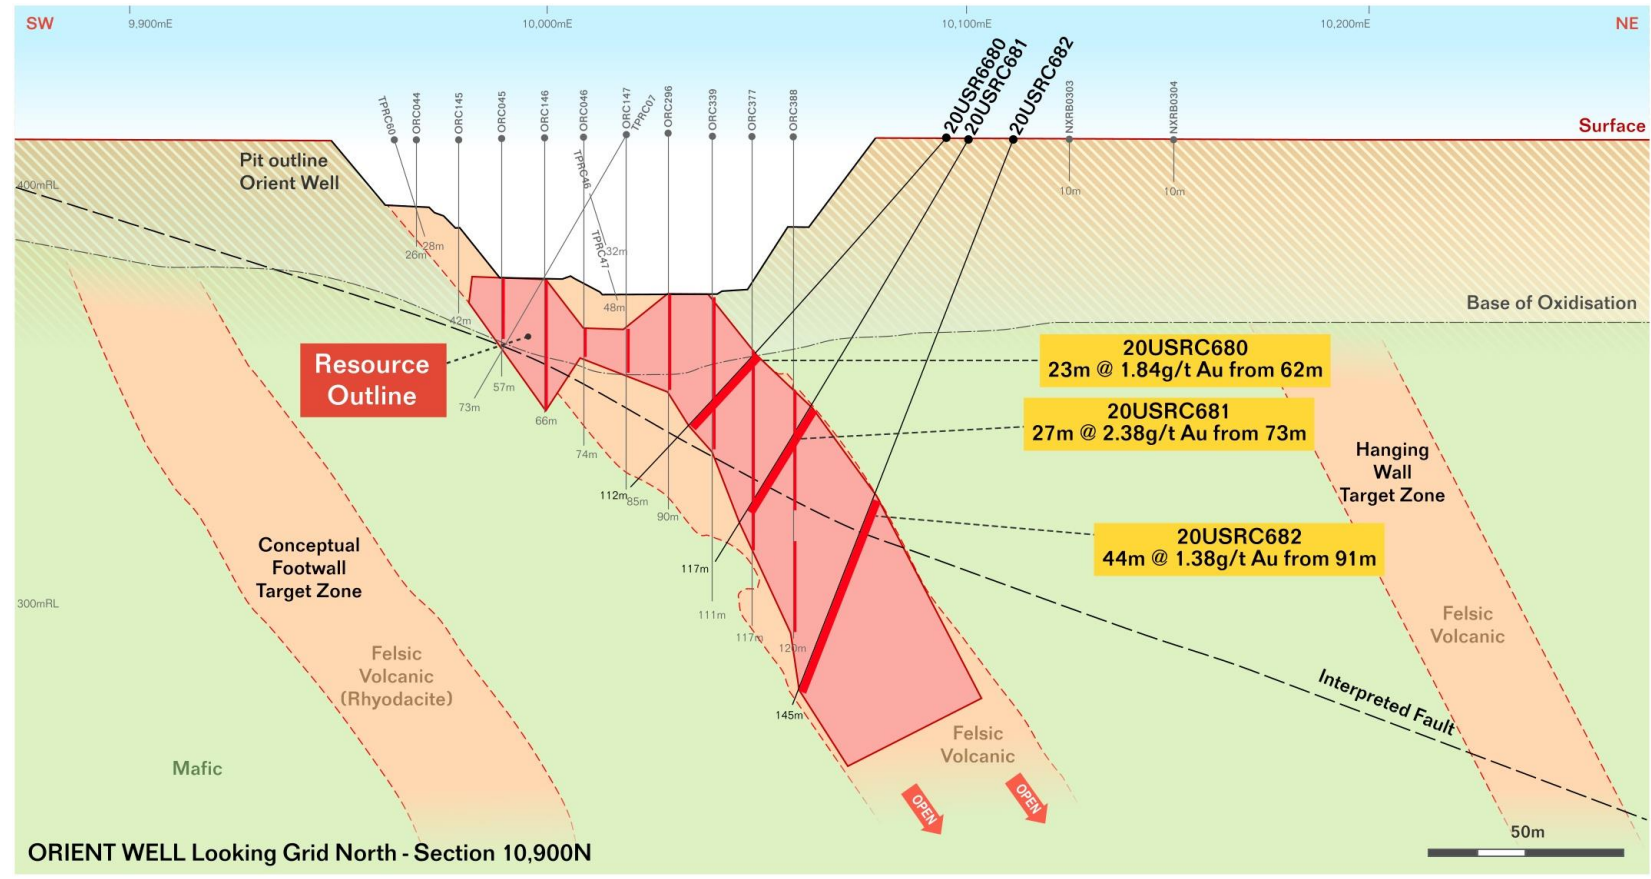 SW
9,900mE
10,000mE
10,100mE
10,200mE
NE
TPRC60
ORC044
ORC145
ORC045
ORC146
ORC046
ORC147
TPRC07
ORC296
ORC339
ORC377
ORC388
20USR6680
20USRC681
20USRC682
NXRB0303
NXRB0304
Surface
Pit outline
Orient Well
400mRL
TPRC46
10m
10m
28m
26m
TPRC47
32m
Base of Oxidisation
48m
42m
Resource
Outline
20USRC680
23m @ 1.84g/t Au from 62m
57m
73m
66m
20USRC681
27m @ 2.38g/t Au from 73m
74m
Hanging
Wall
Target Zone
112m
85m
90m
20USRC682
44m @ 1.38g/t Au from 91m
Conceptual
Footwall
Target Zone
117m
300mRL
111m
117m
120m
Felsic
Volcanic
Felsic
Volcanic
(Rhyodacite)
145m
Interpreted Fault
Felsic
Volcanic
Mafic
OPEN
OPEN
50m
ORIENT WELL Looking Grid North - Section 10,900N